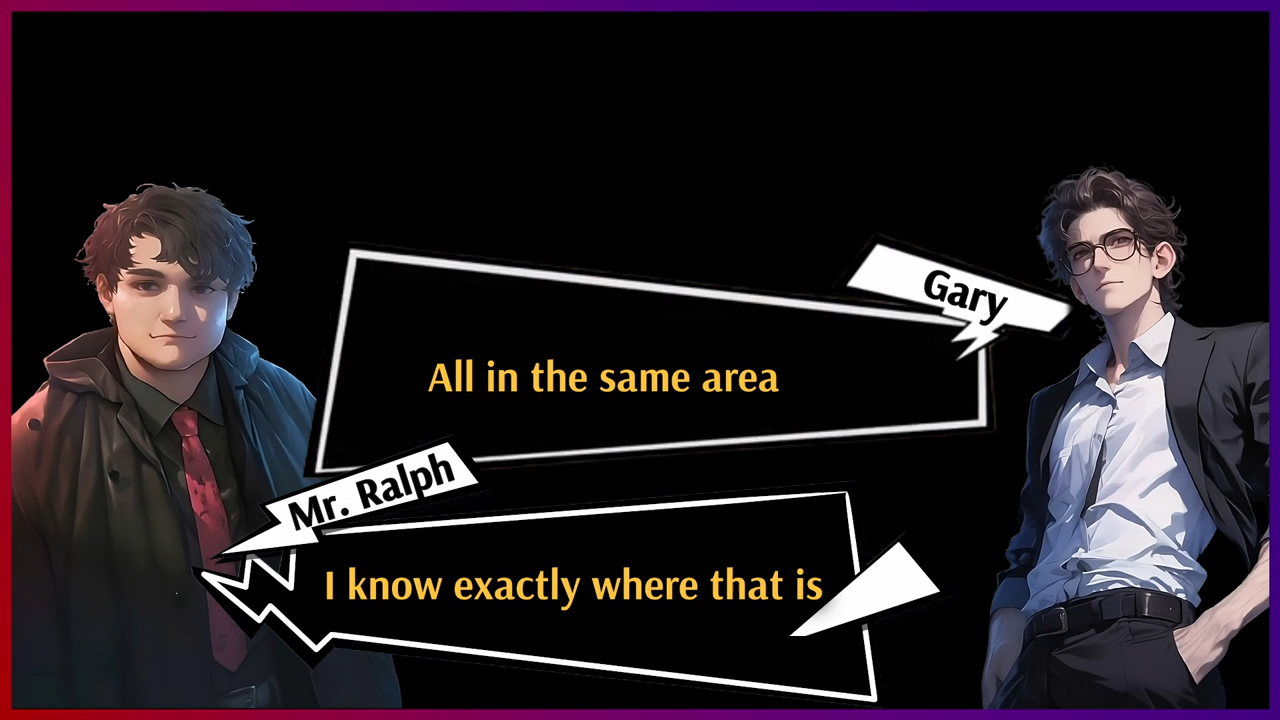 Gary
All in the same area
Mr. Ralph
I know exactly where that is